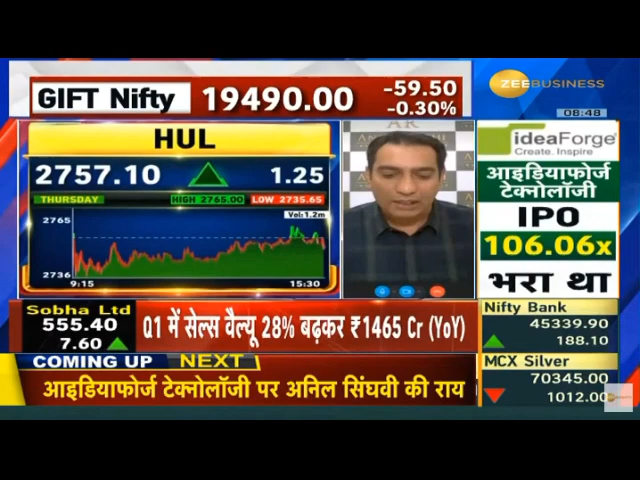 GIFT Nifty
19490.00
-59.50
-0.30%
ZEE BUSINESS
08:48
HUL
2757.10
1.25
THURSDAY
HIGH 2765.00
LOW 2735.65
Vol:1.2m
2765
2736
9:15
15:30
ideaForge
Create. Inspire
आइडियाफोर्ज
टेक्नोलॉजी
IPO
106.06x
भरा था
Sobha Ltd
555.40
7.60
Q1 में सेल्स वैल्यू 28% बढ़कर ₹1465 Cr (YoY)
Nifty Bank
45339.90
188.10
COMING UP
NEXT
आइडियाफोर्ज टेक्नोलॉजी पर अनिल सिंघवी की राय
MCX Silver
70345.00
1012.00